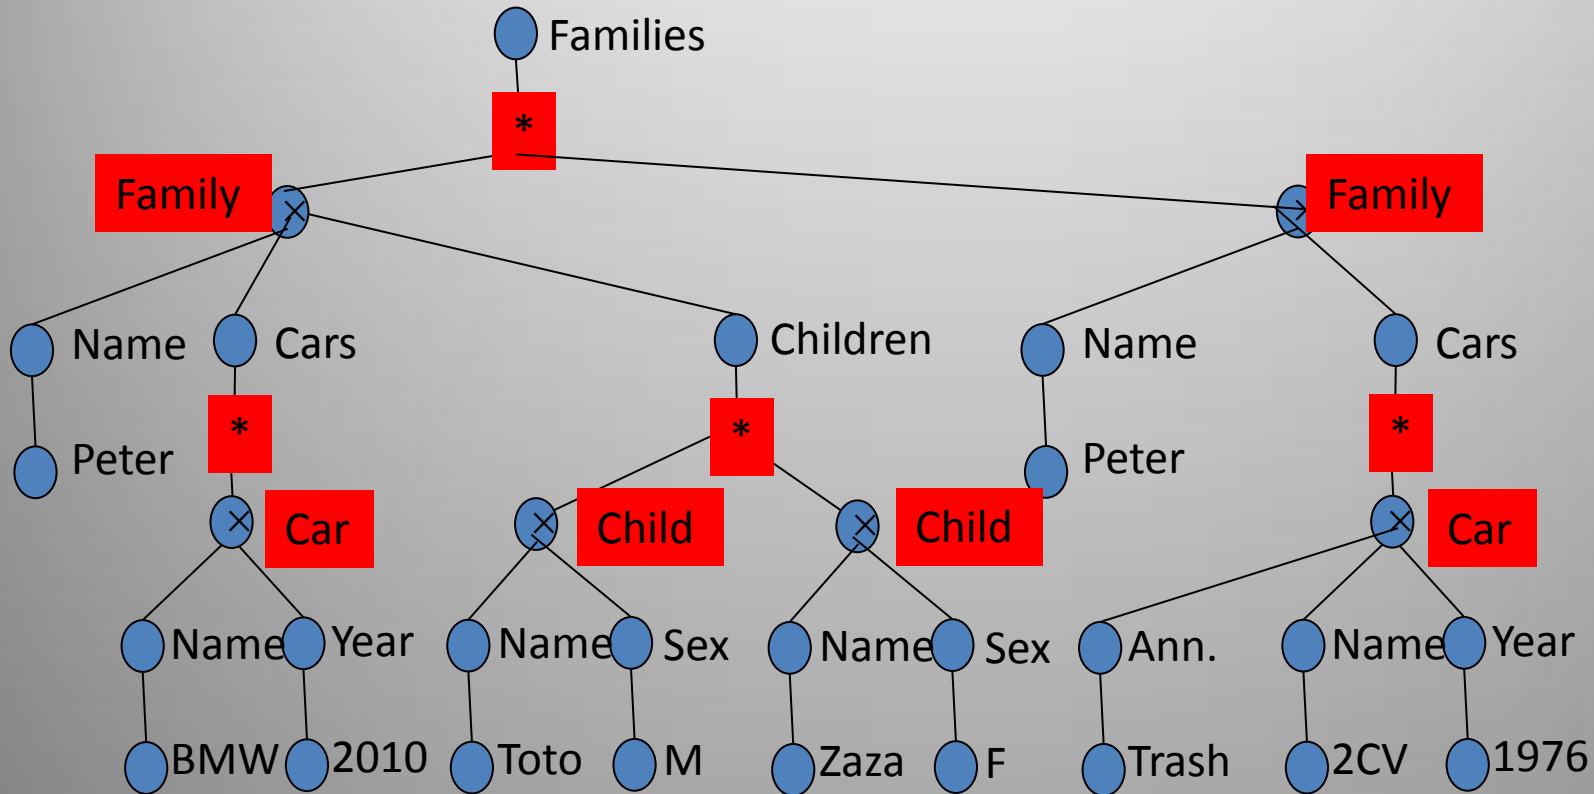 Families
*
Family × × Family
Name Cars Children Name Cars
* * *
Peter Peter
× Car × Child × Child × Car
Name Year Name Sex Name Sex Ann. Name Year
BMW 2010 Toto M Zaza F Trash 2CV 1976